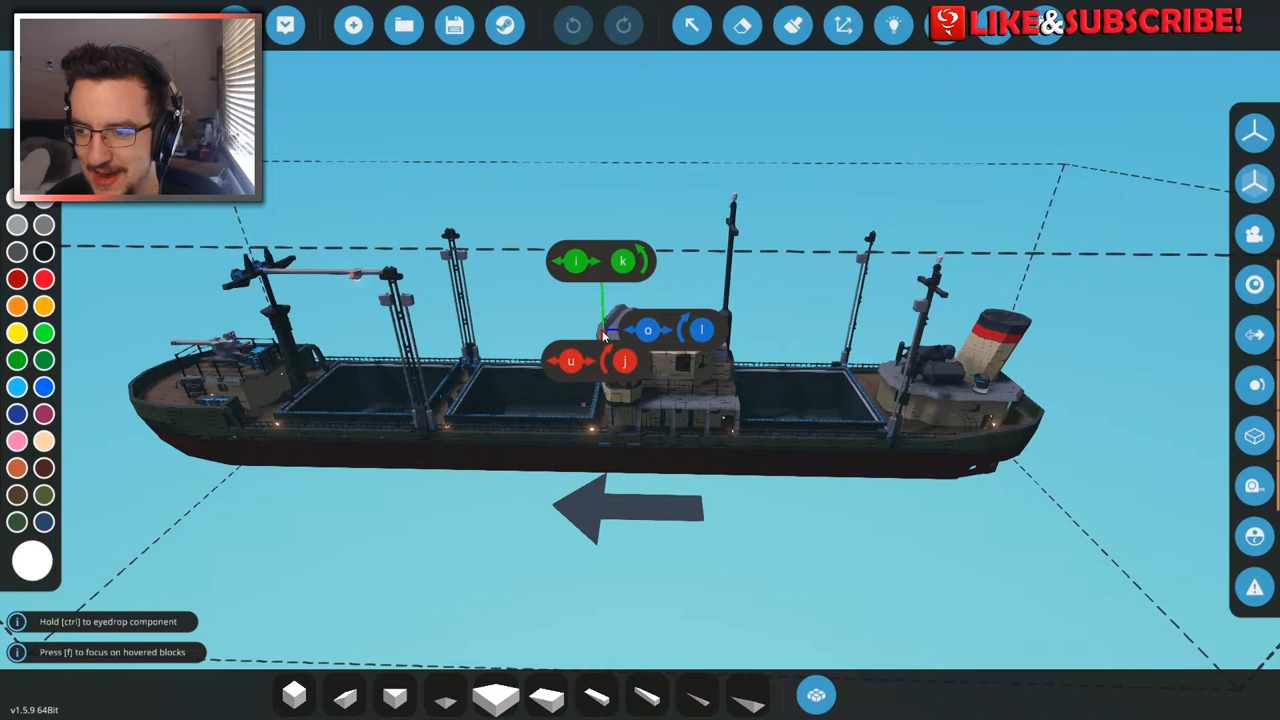 LIKE&SUBSCRIBE!
i k
o l
u j
Hold [ctrl] to eyedrop component
Press [f] to focus on hovered blocks
v1.5.9 64Bit